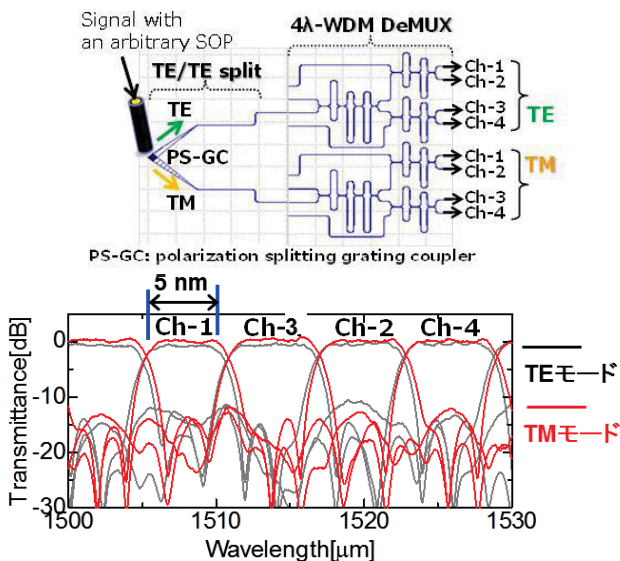 Signal with
an arbitrary SOP
4λ-WDM DeMUX
TE/TE split
TE
PS-GC
TM
Ch-1
Ch-2
Ch-3
Ch-4
TE
Ch-1
Ch-2
Ch-3
Ch-4
TM
PS-GC: polarization splitting grating coupler
5 nm
Ch-1 Ch-3 Ch-2 Ch-4
Transmittance[dB]
0
-10
-20
-30
1500 1510 1520 1530
Wavelength[μm]
TEモード
TMモード